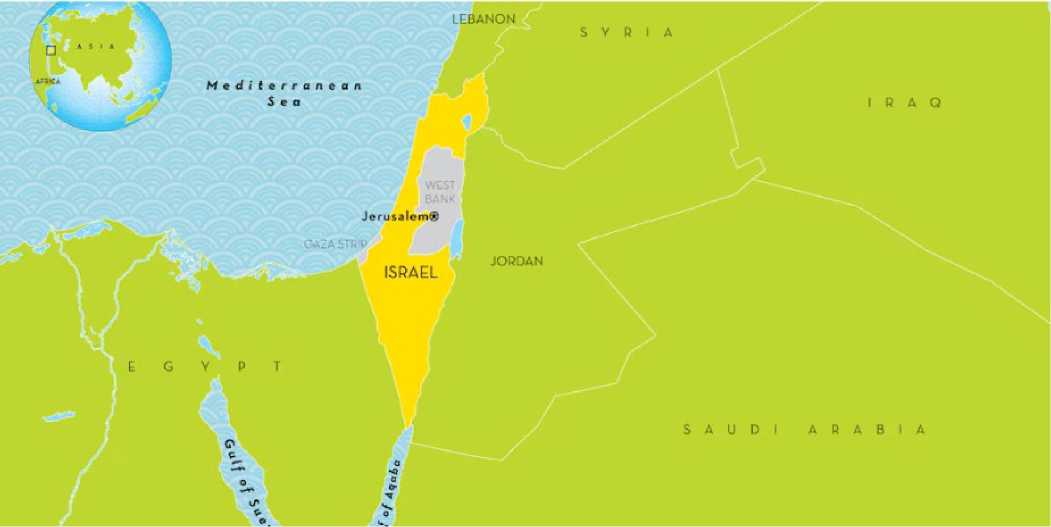 LEBANON
SYRIA
ASIA
AFRICA
Mediterranean
Sea
IRAQ
WEST
BANK
Jerusalem
GAZA STRIP
JORDAN
ISRAEL
EGYPT
SAUDI ARABIA
Gulf of Sue
f of Aqaba